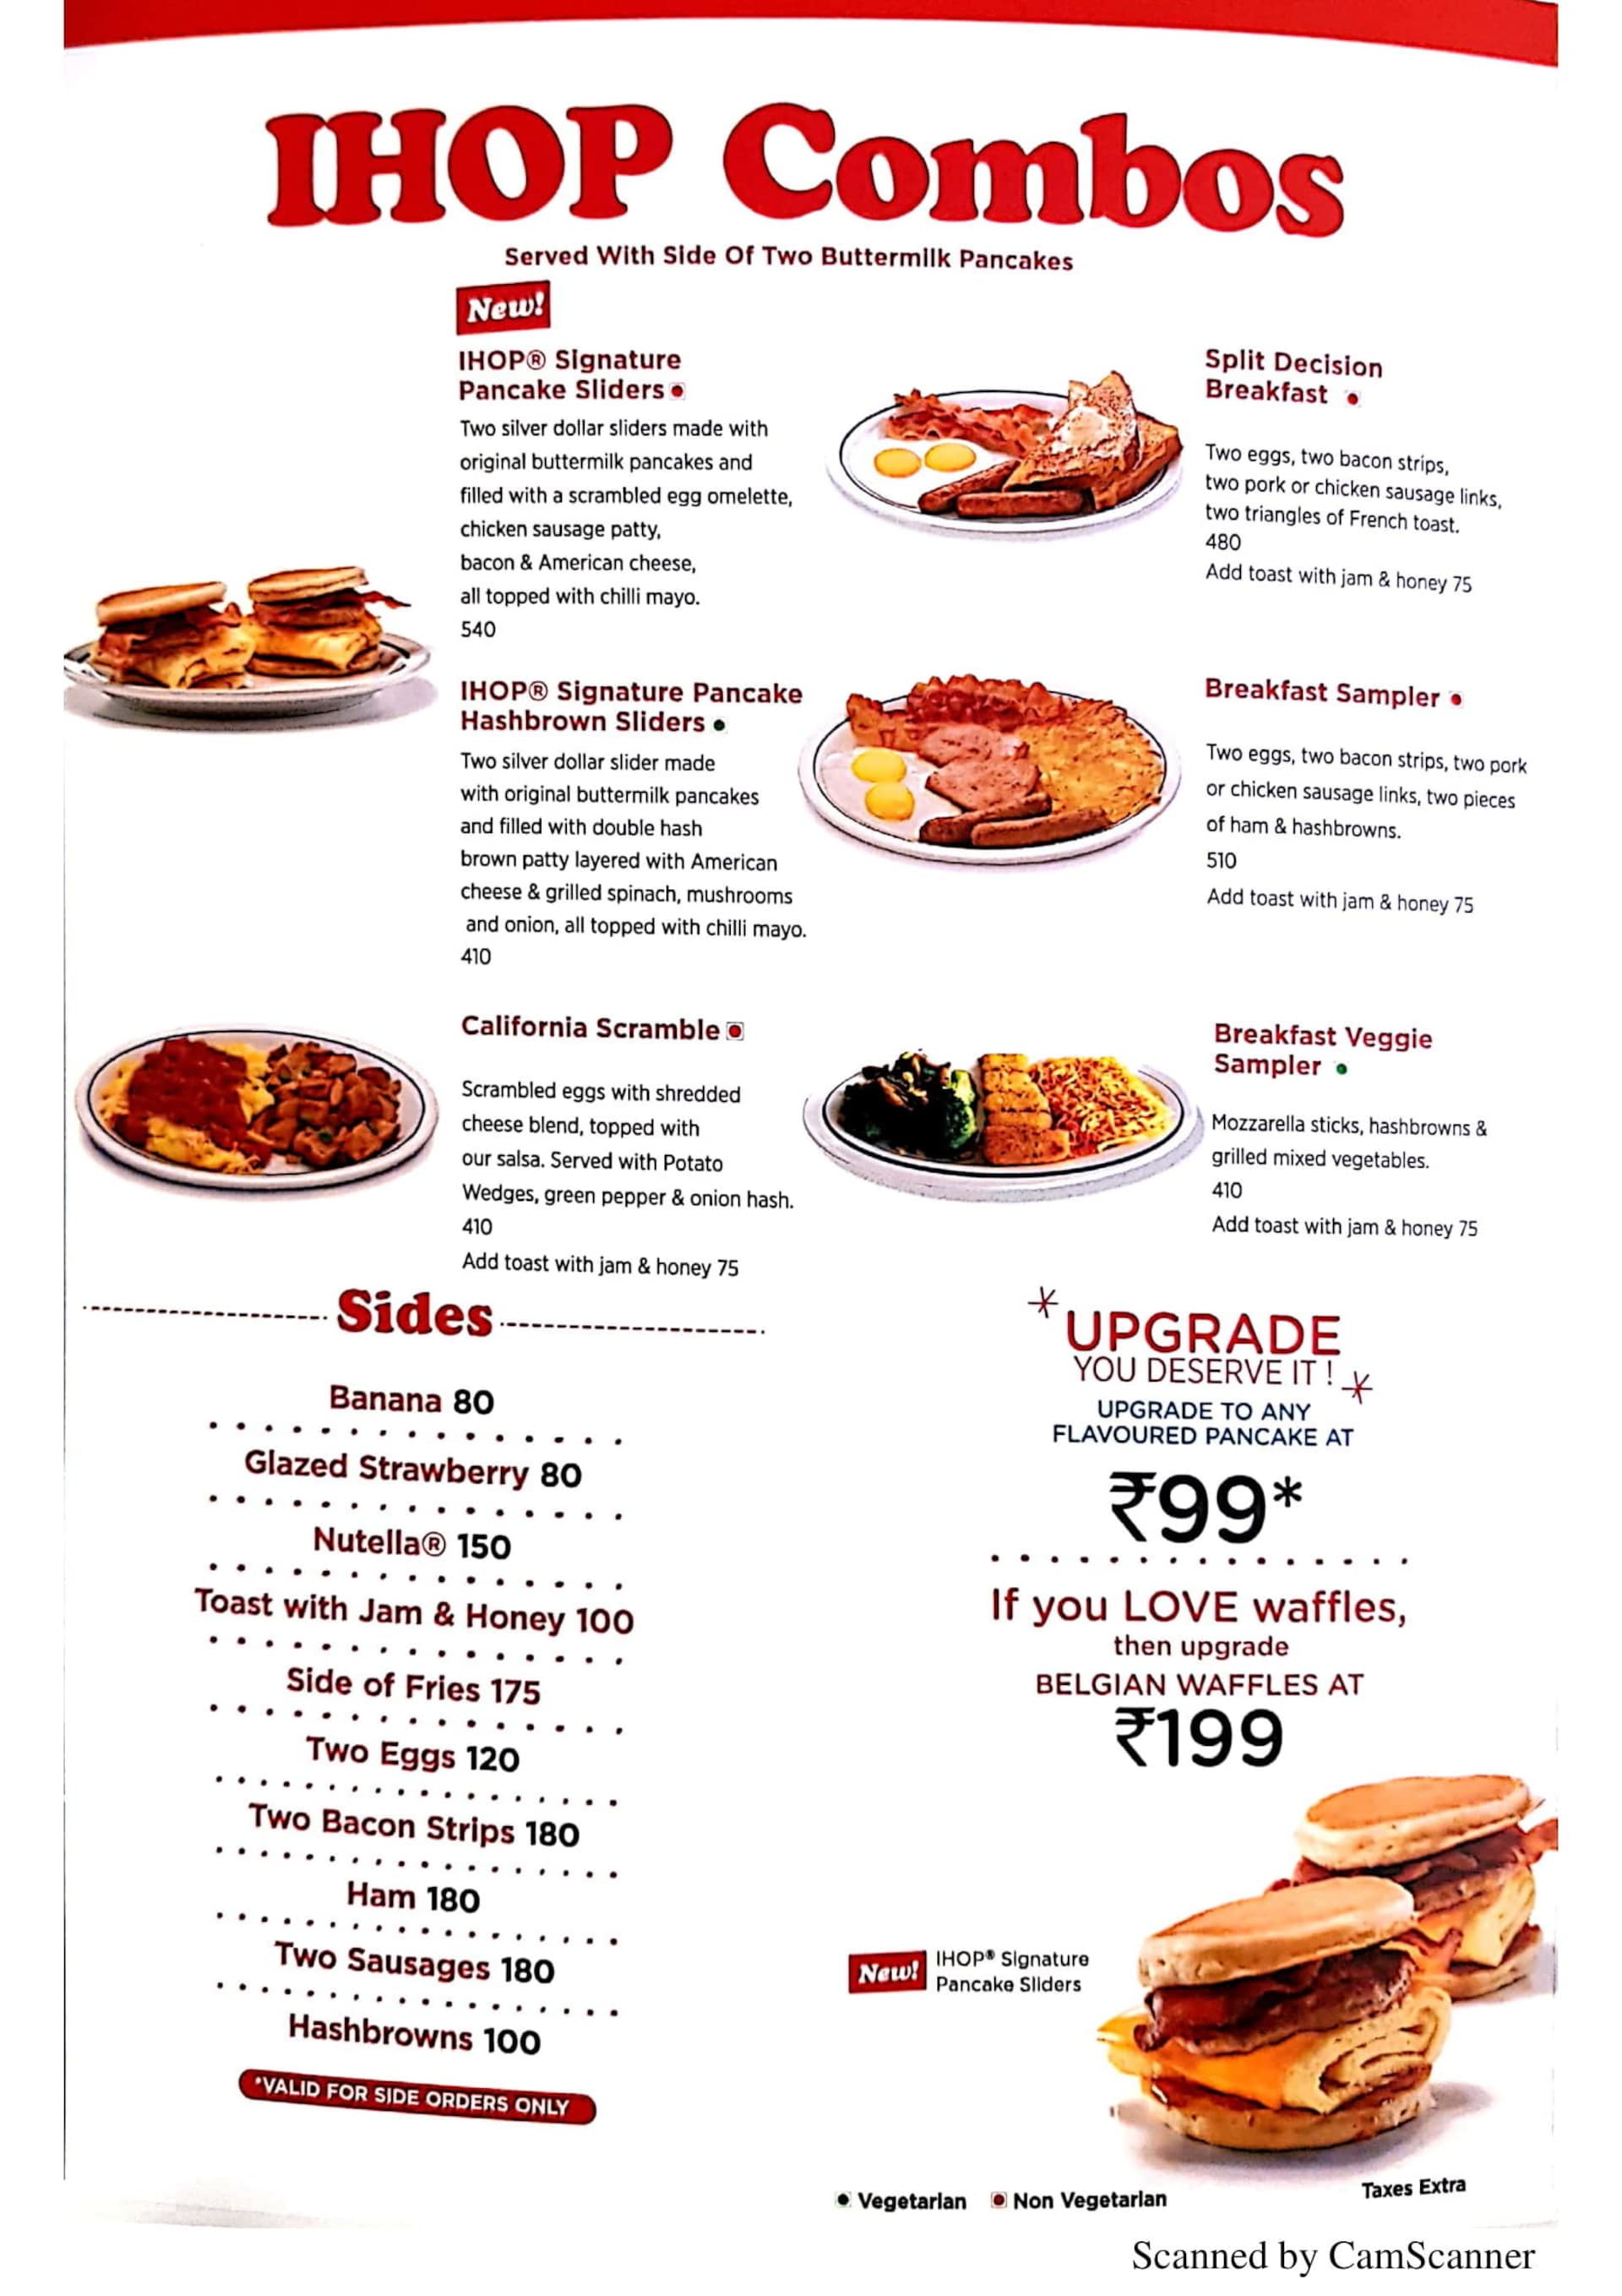 IHOP Combos
Served With Side Of Two Buttermilk Pancakes
New!
IHOP® Signature
Pancake Sliders
Two silver dollar sliders made with
original buttermilk pancakes and
filled with a scrambled egg omelette,
chicken sausage patty,
bacon & American cheese,
all topped with chilli mayo.
540
IHOP® Signature Pancake
Hashbrown Sliders
Two silver dollar slider made
with original buttermilk pancakes
and filled with double hash
brown patty layered with American
cheese & grilled spinach, mushrooms
and onion, all topped with chilli mayo.
410
California Scramble
Scrambled eggs with shredded
cheese blend, topped with
our salsa. Served with Potato
Wedges, green pepper & onion hash.
410
Add toast with jam & honey 75
Split Decision
Breakfast
Two eggs, two bacon strips,
two pork or chicken sausage links,
two triangles of French toast.
480
Add toast with jam & honey 75
Breakfast Sampler
Two eggs, two bacon strips, two pork
or chicken sausage links, two pieces
of ham & hashbrowns.
510
Add toast with jam & honey 75
Breakfast Veggie
Sampler
Mozzarella sticks, hashbrowns &
grilled mixed vegetables.
410
Add toast with jam & honey 75
Sides
Banana 80
Glazed Strawberry 80
Nutella® 150
Toast with Jam & Honey 100
Side of Fries 175
Two Eggs 120
Two Bacon Strips 180
Ham 180
Two Sausages 180
Hashbrowns 100
*VALID FOR SIDE ORDERS ONLY
UPGRADE
YOU DESERVE IT !
UPGRADE TO ANY
FLAVOURED PANCAKE AT
₹99*
If you LOVE waffles,
then upgrade
BELGIAN WAFFLES AT
₹199
New!
IHOP® Signature
Pancake Sliders
Vegetarian
Non Vegetarian
Taxes Extra
Scanned by CamScanner